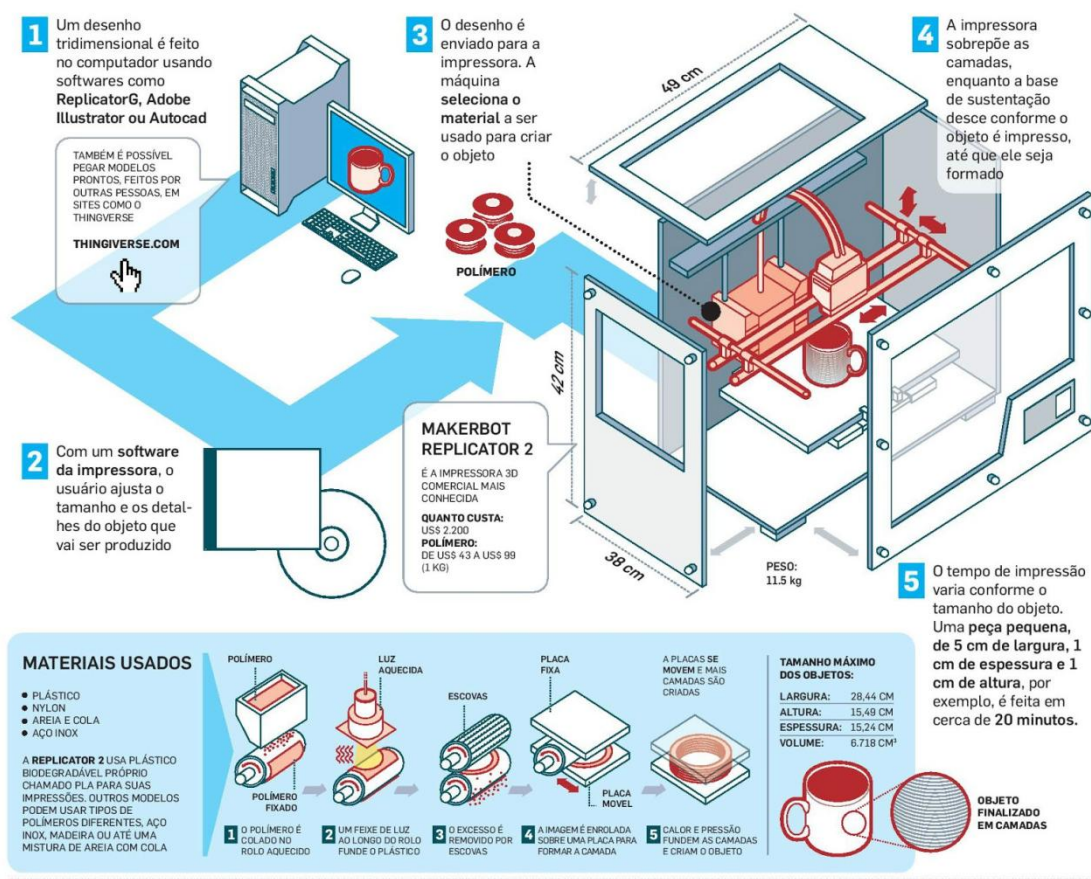 1
Um desenho
tridimensional é feito
no computador usando
softwares como
ReplicatorG, Adobe
Illustrator ou Autocad
TAMBÉM É POSSÍVEL
PEGAR MODELOS
PRONTOS, FEITOS POR
OUTRAS PESSOAS, EM
SITES COMO O
THINGVERSE
THINGIVERSE.COM
2
Com um software
da impressora, o
usuário ajusta o
tamanho e os detal-
hes do objeto que
vai ser produzido
3
O desenho é
enviado para a
impressora. A
máquina
seleciona o
material a ser
usado para criar
o objeto
POLÍMERO
4
A impressora
sobrepõe as
camadas,
enquanto a base
de sustentação
desce conforme o
objeto é impresso,
até que ele seja
formado
49 cm
42 cm
38 cm
MAKERBOT
REPLICATOR 2
É A IMPRESSORA 3D
COMERCIAL MAIS
CONHECIDA
QUANTO CUSTA:
US$ 2.200
POLÍMERO:
DE US$ 43 A US$ 99
(1 KG)
PESO:
11.5 kg
5
O tempo de impressão
varia conforme o
tamanho do objeto.
Uma peça pequena,
de 5 cm de largura, 1
cm de espessura e 1
cm de altura, por
exemplo, é feita em
cerca de 20 minutos.
MATERIAIS USADOS
• PLÁSTICO
• NYLON
• AREIA E COLA
• AÇO INOX
A REPLICATOR 2 USA PLÁSTICO
BIODEGRADÁVEL PRÓPRIO
CHAMADO PLA PARA SUAS
IMPRESSÕES. OUTROS MODELOS
PODEM USAR TIPOS DE
POLÍMEROS DIFERENTES, AÇO
INOX, MADEIRA OU ATÉ UMA
MISTURA DE AREIA COM COLA
POLÍMERO
POLÍMERO
FIXADO
1
O POLÍMERO É
COLADO NO
ROLO AQUECIDO
LUZ
AQUECIDA
2
UM FEIXE DE LUZ
AO LONGO DO ROLO
FUNDE O PLÁSTICO
ESCOVAS
3
O EXCESSO É
REMOVIDO POR
ESCOVAS
PLACA
FIXA
PLACA
MOVEL
4
A IMAGEM É ENROLADA
SOBRE UMA PLACA PARA
FORMAR A CAMADA
A PLACAS SE
MOVEM E MAIS
CAMADAS SÃO
CRIADAS
5
CALOR E PRESSÃO
FUNDEM AS CAMADAS
E CRIAM O OBJETO
TAMANHO MÁXIMO
DOS OBJETOS:
LARGURA: 28,44 CM
ALTURA: 15,49 CM
ESPESSURA: 15,24 CM
VOLUME: 6.718 CM³
OBJETO
FINALIZADO
EM CAMADAS